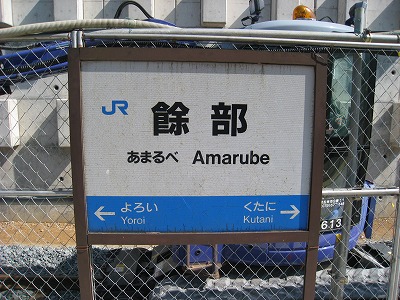 JR 餘部
あまるべ Amarube
← よろい くたに →
Yoroi Kutani
613